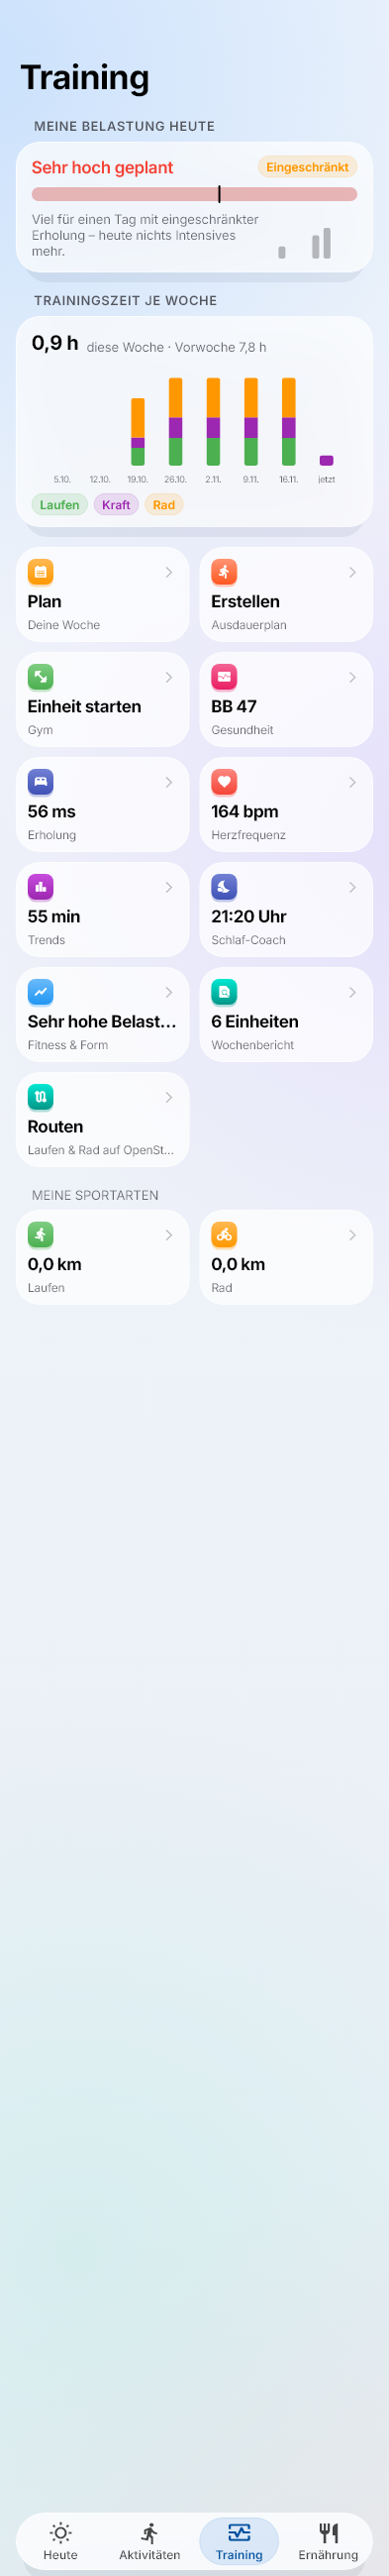 Training
MEINE BELASTUNG HEUTE
Sehr hoch geplant
Eingeschränkt
Viel für einen Tag mit eingeschränkter
Erholung – heute nichts Intensives
mehr.
TRAININGSZEIT JE WOCHE
0,9 h diese Woche · Vorwoche 7,8 h
5.10. 12.10. 19.10. 26.10. 2.11. 9.11. 16.11. jetzt
Laufen Kraft Rad
Plan
Deine Woche
Erstellen
Ausdauerplan
Einheit starten
Gym
BB 47
Gesundheit
56 ms
Erholung
164 bpm
Herzfrequenz
55 min
Trends
21:20 Uhr
Schlaf-Coach
Sehr hohe Belast...
Fitness & Form
6 Einheiten
Wochenbericht
Routen
Laufen & Rad auf OpenSt...
MEINE SPORTARTEN
0,0 km
Laufen
0,0 km
Rad
Heute Aktivitäten Training Ernährung